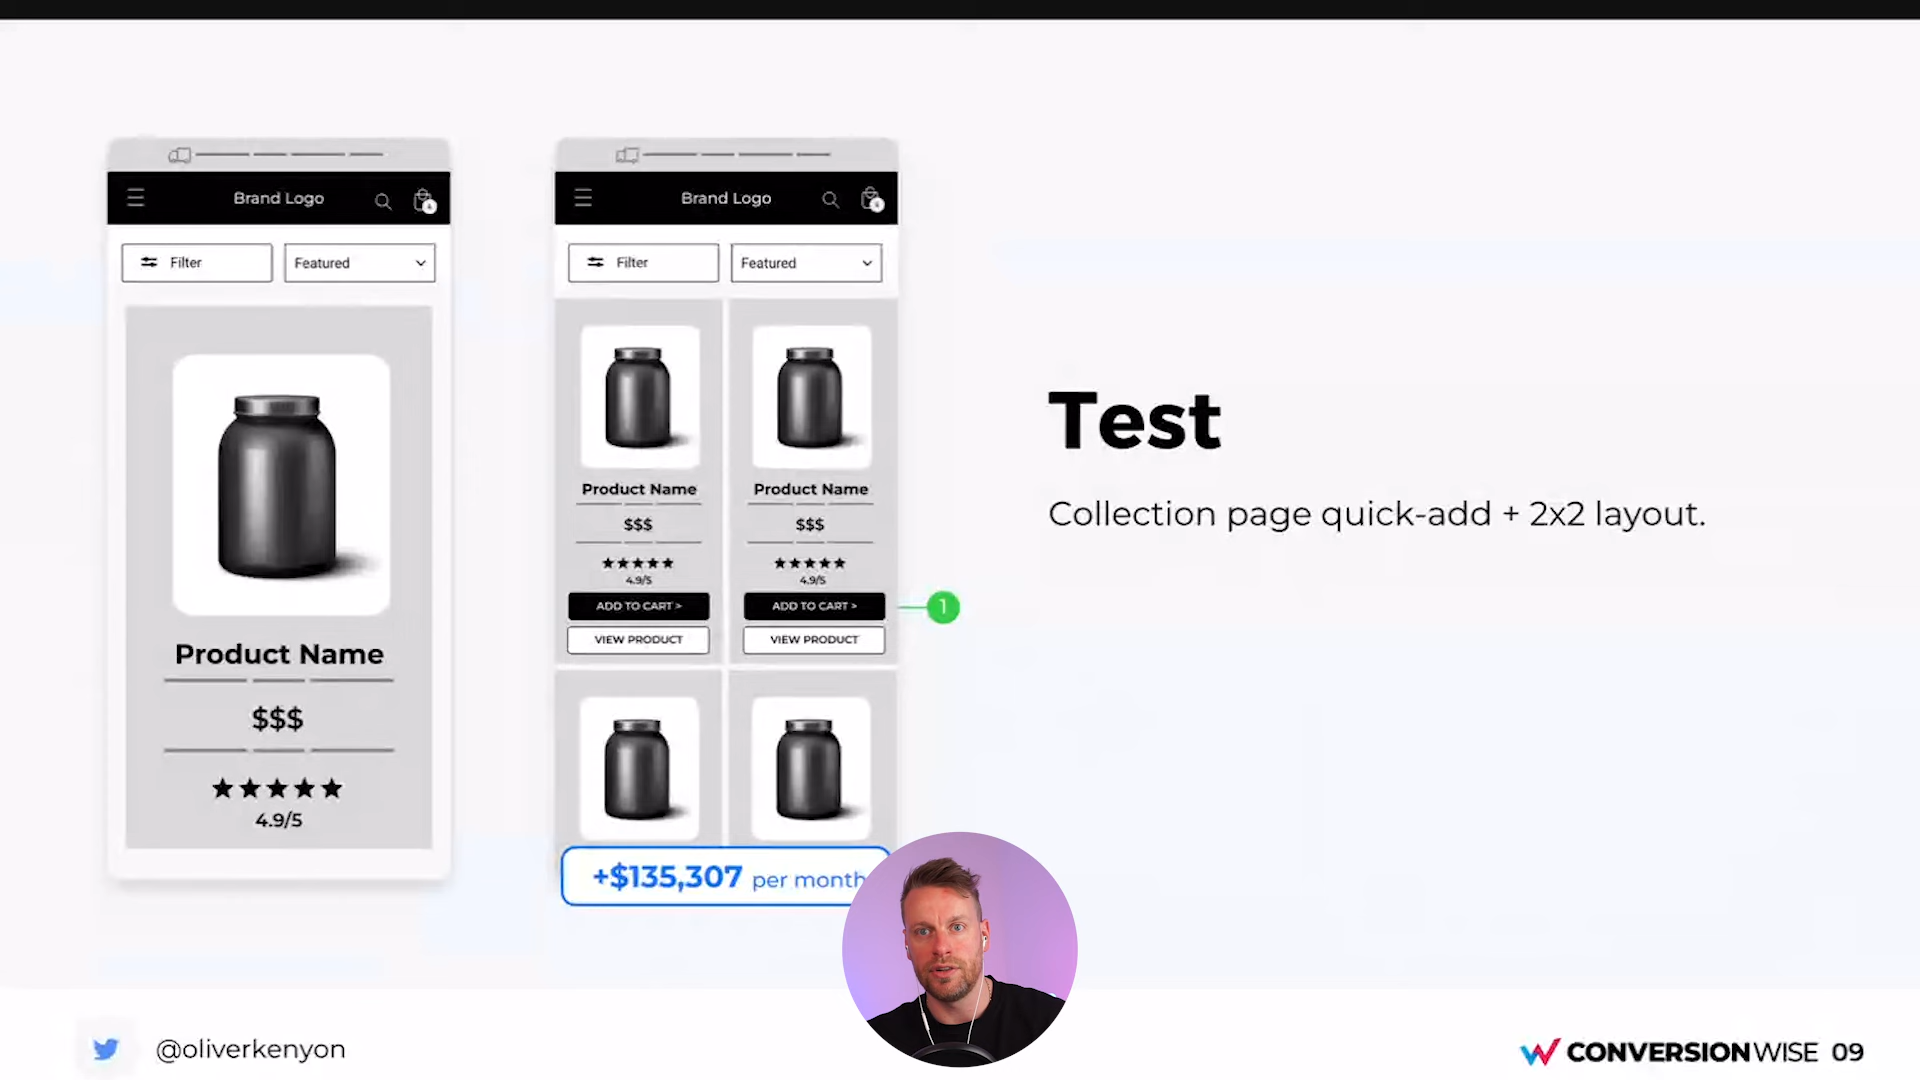 Brand Logo
Filter
Featured
Product Name
$$$
4.9/5
Brand Logo
Filter
Featured
Product Name
$$$
4.9/5
ADD TO CART >
VIEW PRODUCT
Product Name
$$$
4.9/5
ADD TO CART >
VIEW PRODUCT
1
+$135,307 per month
Test
Collection page quick-add + 2x2 layout.
@oliverkenyon
CONVERSIONWISE 09